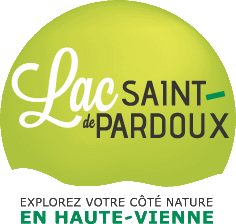 Lac SAINT-
de PARDOUX
EXPLOREZ VOTRE CÔTÉ NATURE
EN HAUTE-VIENNE